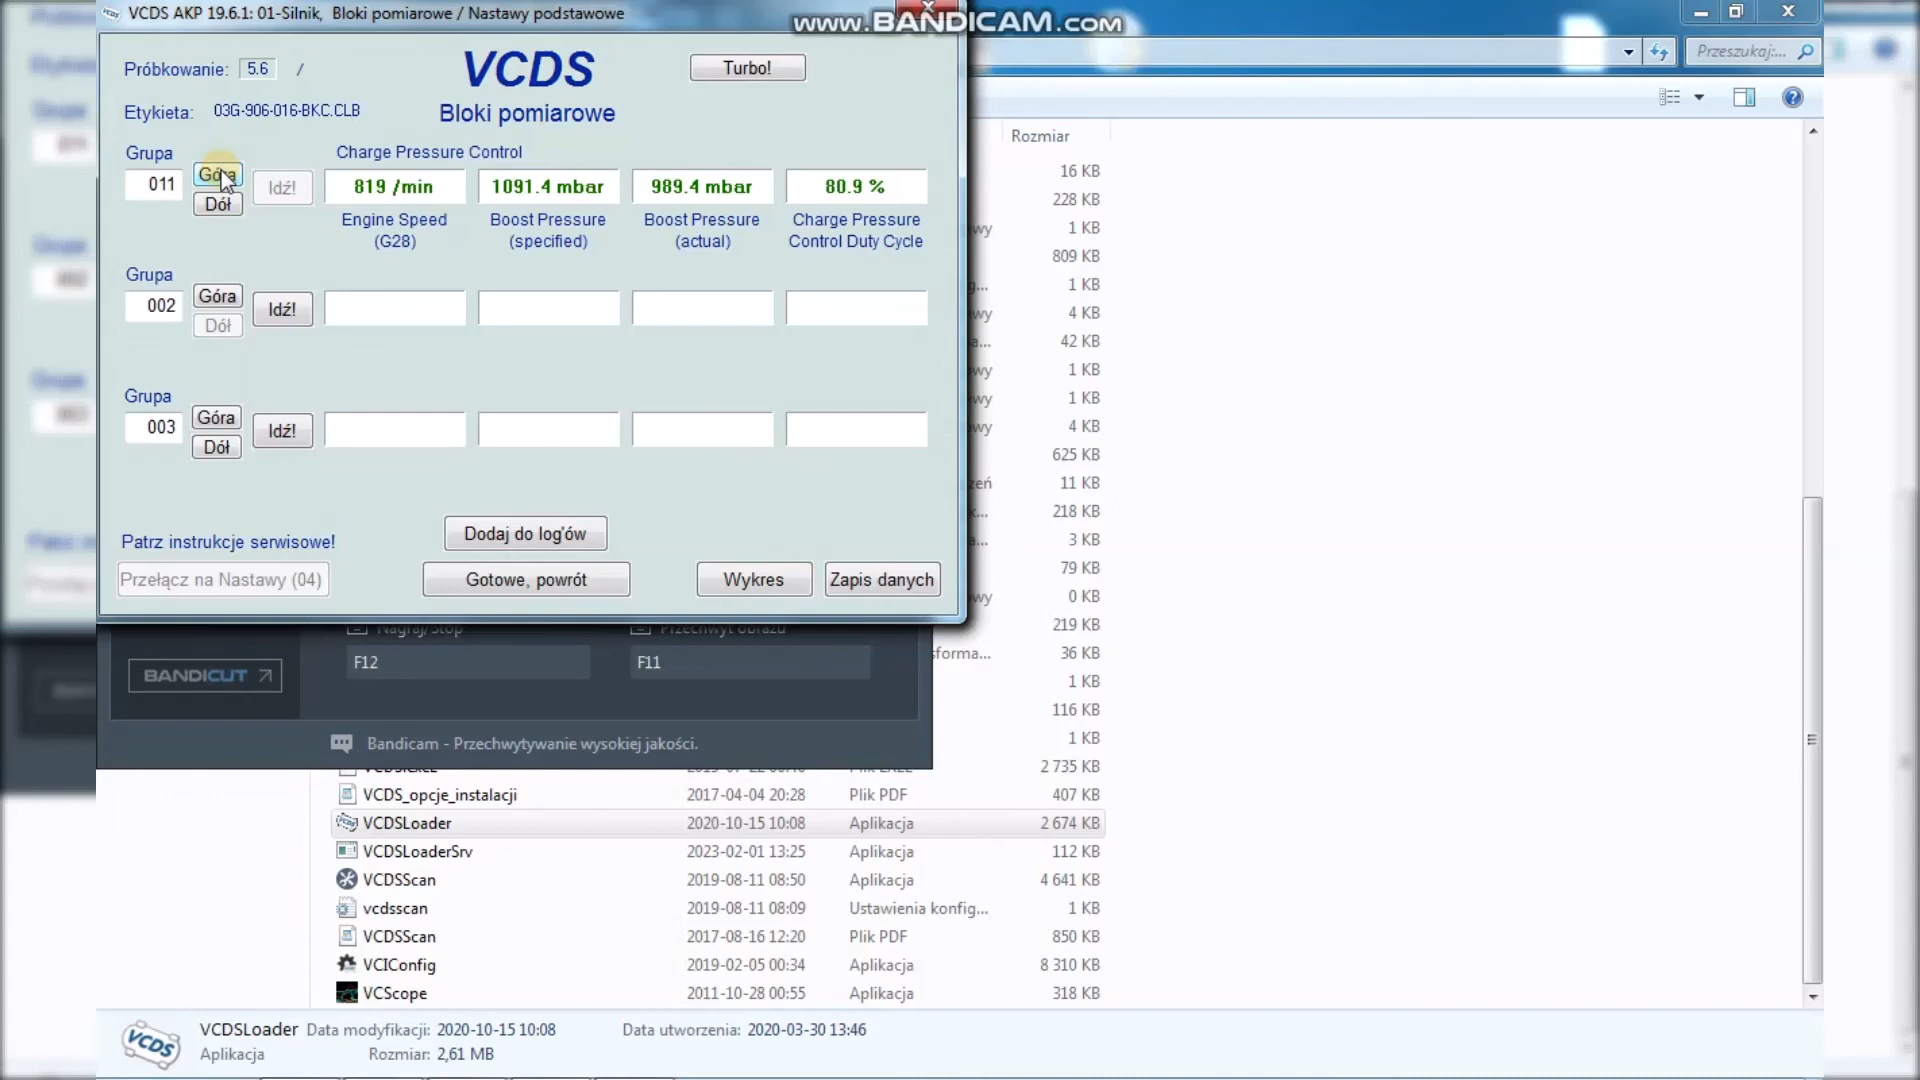 VCDS AKP 19.6.1: 01-Silnik,  Bloki pomiarowe / Nastawy podstawowe
www.BANDICAM.com
Przeszukaj:...
Próbkowanie: 5.6 /
VCDS
Turbo!
Etykieta: 03G-906-016-BKC.CLB
Bloki pomiarowe
Rozmiar
Grupa
Charge Pressure Control
011 Góra Dół Idź! 819 /min 1091.4 mbar 989.4 mbar 80.9 %
Engine Speed (G28)
Boost Pressure (specified)
Boost Pressure (actual)
Charge Pressure Control Duty Cycle
Grupa
002 Góra Dół Idź!
Grupa
003 Góra Dół Idź!
Dodaj do log'ów
Patrz instrukcje serwisowe!
Przełącz na Nastawy (04)
Gotowe, powrót
Wykres
Zapis danych
16 KB
228 KB
1 KB
809 KB
1 KB
4 KB
42 KB
1 KB
1 KB
4 KB
625 KB
11 KB
218 KB
3 KB
79 KB
0 KB
219 KB
36 KB
1 KB
116 KB
1 KB
2 735 KB
Nagraj/Stop
Przechwyt obrazu
F12
F11
BANDICUT
Bandicam - Przechwytywanie wysokiej jakości.
VCDS_opcje_instalacji 2017-04-04 20:28 Plik PDF 407 KB
VCDSLoader 2020-10-15 10:08 Aplikacja 2 674 KB
VCDSLoaderSrv 2023-02-01 13:25 Aplikacja 112 KB
VCDSScan 2019-08-11 08:50 Aplikacja 4 641 KB
vcdsscan 2019-08-11 08:09 Ustawienia konfig... 1 KB
VCDSScan 2017-08-16 12:20 Plik PDF 850 KB
VCIConfig 2019-02-05 00:34 Aplikacja 8 310 KB
VCScope 2011-10-28 00:55 Aplikacja 318 KB
VCDS
VCDSLoader Data modyfikacji: 2020-10-15 10:08 Data utworzenia: 2020-03-30 13:46
Aplikacja Rozmiar: 2,61 MB